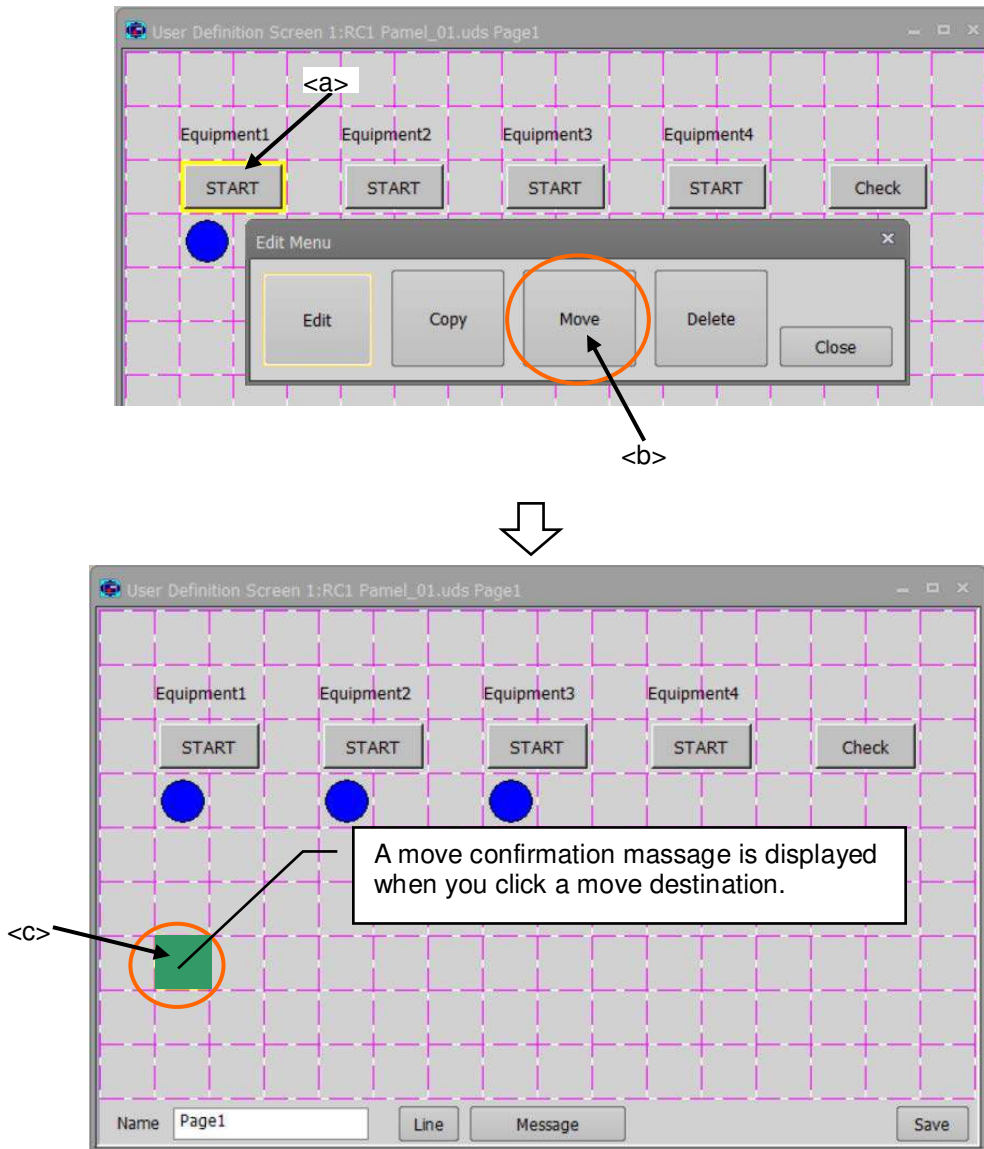 User Definition Screen 1:RC1 Pamel_01.uds Page1
<a>
Equipment1 Equipment2 Equipment3 Equipment4
START START START START Check
Edit Menu
Edit Copy Move Delete Close
<b>
User Definition Screen 1:RC1 Pamel_01.uds Page1
Equipment1 Equipment2 Equipment3 Equipment4
START START START START Check
A move confirmation massage is displayed
when you click a move destination.
<c>
Name Page1 Line Message Save